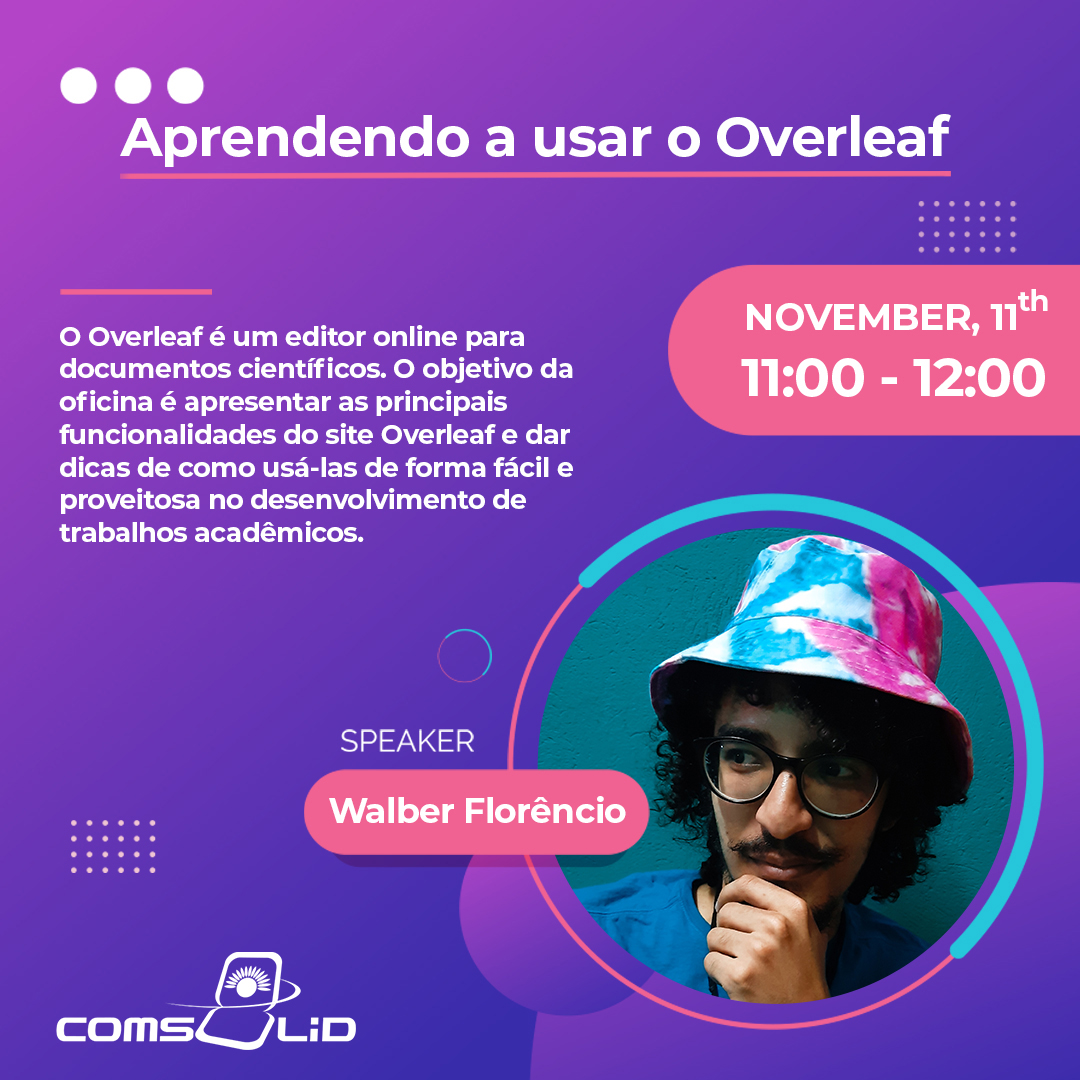 Aprendendo a usar o Overleaf
NOVEMBER, 11th
11:00 - 12:00
O Overleaf é um editor online para
documentos científicos. O objetivo da
oficina é apresentar as principais
funcionalidades do site Overleaf e dar
dicas de como usá-las de forma fácil e
proveitosa no desenvolvimento de
trabalhos acadêmicos.
SPEAKER
Walber Florêncio
COMSOLiD